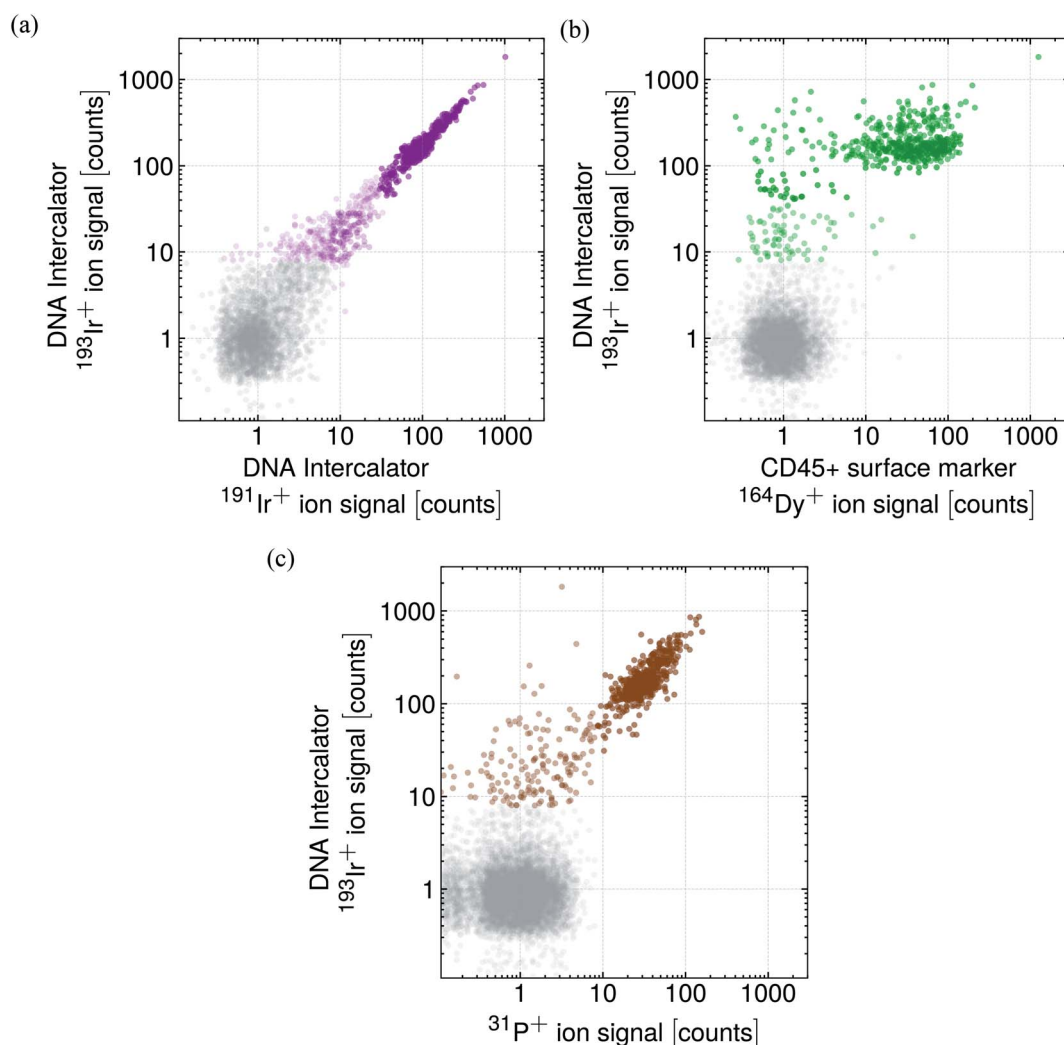 (a)
DNA Intercalator
¹⁹³Ir⁺ ion signal [counts]
1000
100
10
1
1 10 100 1000
DNA Intercalator
¹⁹¹Ir⁺ ion signal [counts]
(b)
DNA Intercalator
¹⁹³Ir⁺ ion signal [counts]
1000
100
10
1
1 10 100 1000
CD45+ surface marker
¹⁶⁴Dy⁺ ion signal [counts]
(c)
DNA Intercalator
¹⁹³Ir⁺ ion signal [counts]
1000
100
10
1
1 10 100 1000
³¹P⁺ ion signal [counts]